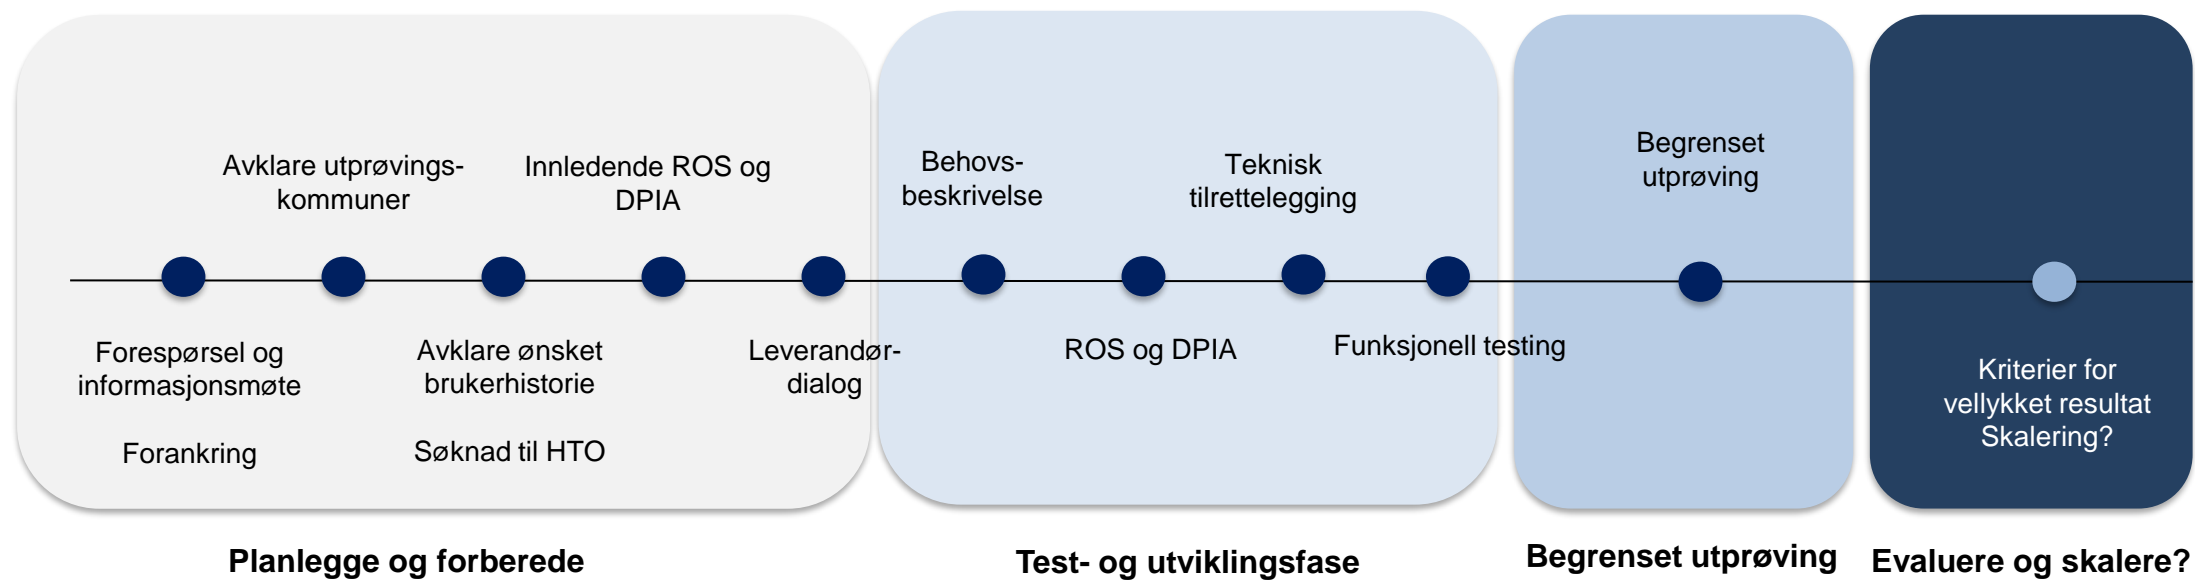 Avklare utprøvings-
kommuner
Innledende ROS og
DPIA
Forespørsel og
informasjonsmøte
Forankring
Avklare ønsket
brukerhistorie
Søknad til HTO
Leverandør-
dialog
Planlegge og forberede
Behovs-
beskrivelse
Teknisk
tilrettelegging
ROS og DPIA
Funksjonell testing
Test- og utviklingsfase
Begrenset
utprøving
Begrenset utprøving
Kriterier for
vellykket resultat
Skalering?
Evaluere og skalere?